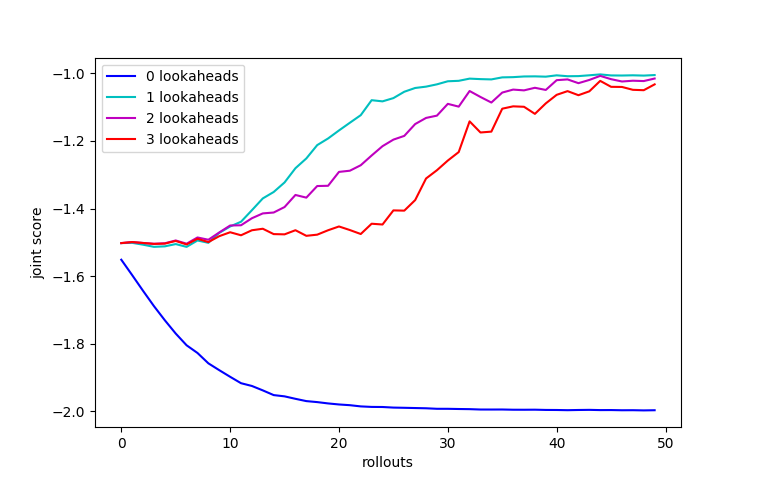 0 lookaheads
1 lookaheads
2 lookaheads
3 lookaheads
joint score
−1.0
−1.2
−1.4
−1.6
−1.8
−2.0
0 10 20 30 40 50
rollouts